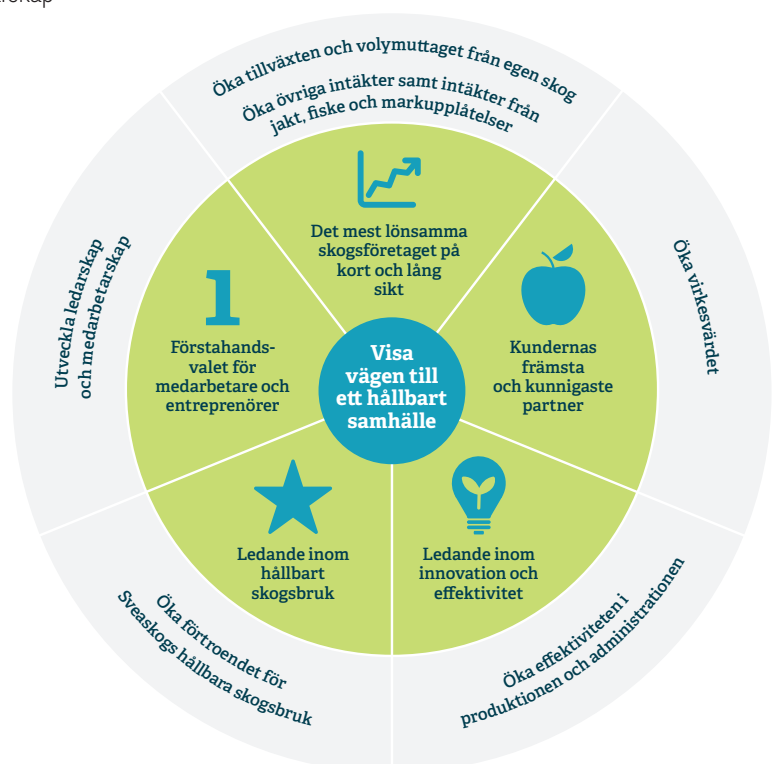 Öka tillväxten och volymuttaget från egen skog
Öka övriga intäkter samt intäkter från
jakt, fiske och markupplåtelser
Det mest lönsamma
skogsföretaget på
kort och lång
sikt
Öka virkesvärdet
Kundernas
främsta
och kunnigaste
partner
Utveckla ledarskap
och medarbetarskap
1
Förstahands-
valet för
medarbetare och
entreprenörer
Visa
vägen till
ett hållbart
samhälle
Ledande inom
hållbart
skogsbruk
Ledande inom
innovation och
effektivitet
Öka förtroendet för
Sveaskogs hållbara skogsbruk
Öka effektiviteten i
produktionen och administrationen